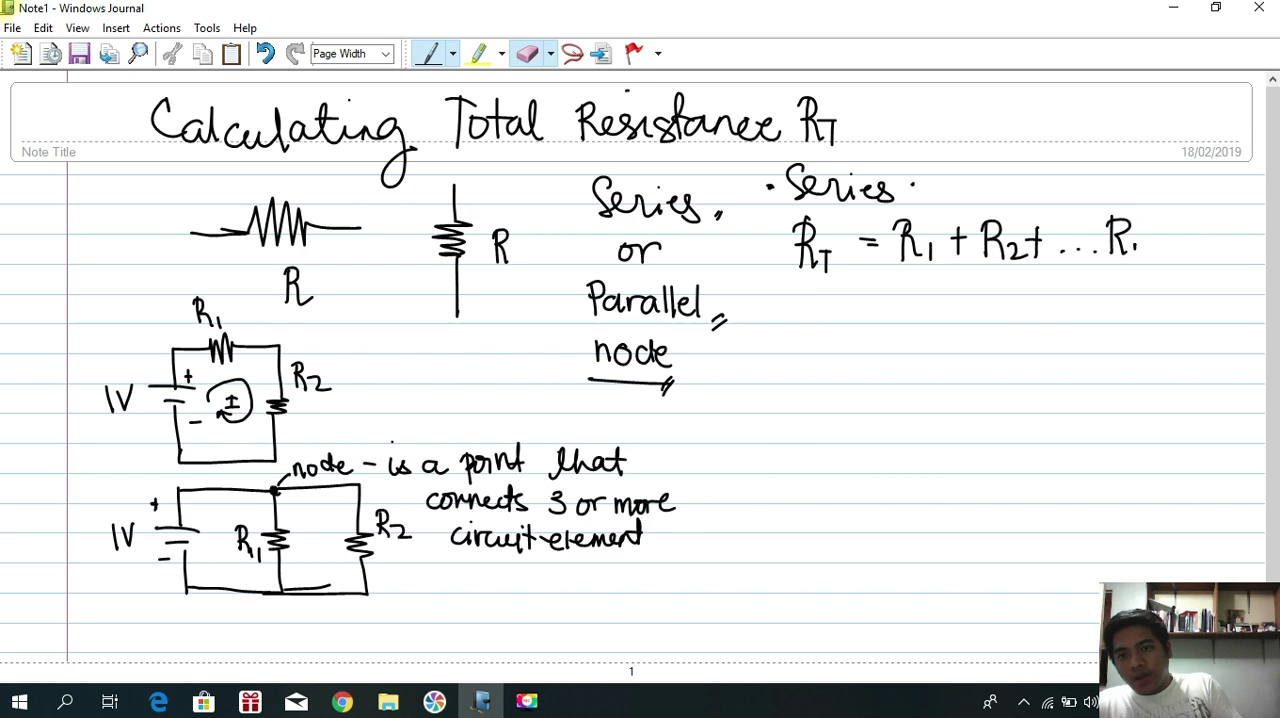 Note1 - Windows Journal
File Edit View Insert Actions Tools Help
Page Width
Calculating Total Resistance RT
Note Title
18/02/2019
R
R
Series,
or
Parallel
node
· Series ·
RT = R1 + R2 + ... R
R1
R2
1V
+
-
I
node - is a point that
connects 3 or more
circuit element
+
1V
-
R1
R2
1